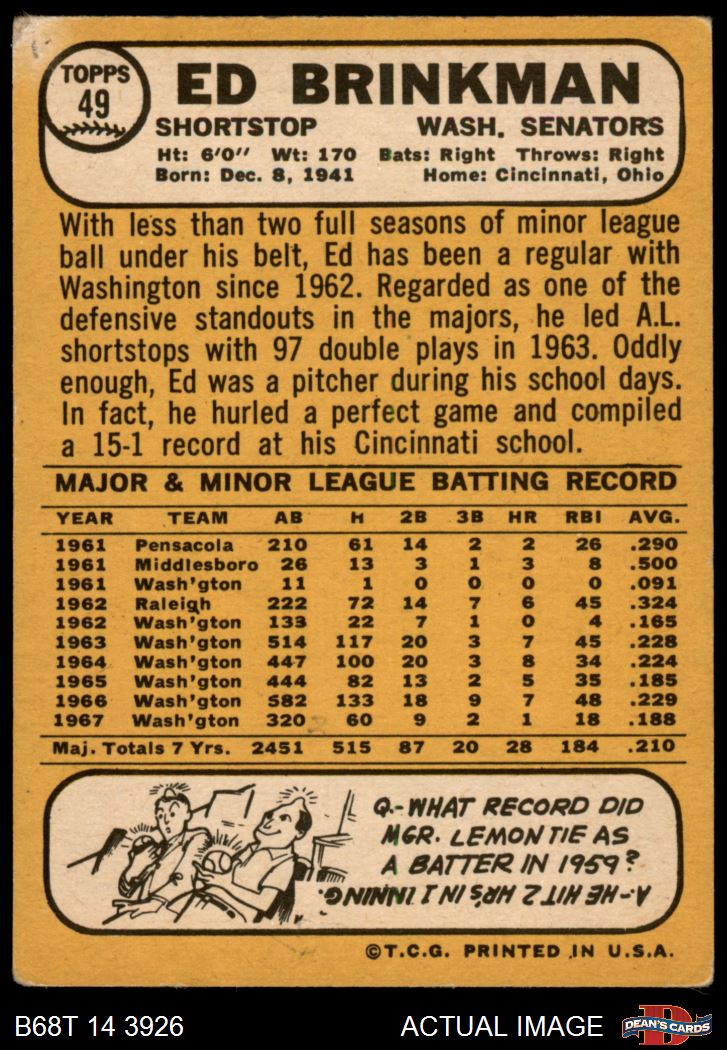 TOPPS
49
ED BRINKMAN
SHORTSTOP WASH. SENATORS
Ht: 6'0" Wt: 170 Bats: Right Throws: Right
Born: Dec. 8, 1941 Home: Cincinnati, Ohio
With less than two full seasons of minor league
ball under his belt, Ed has been a regular with
Washington since 1962. Regarded as one of the
defensive standouts in the majors, he led A.L.
shortstops with 97 double plays in 1963. Oddly
enough, Ed was a pitcher during his school days.
In fact, he hurled a perfect game and compiled
a 15-1 record at his Cincinnati school.
MAJOR & MINOR LEAGUE BATTING RECORD
YEAR TEAM AB H 2B 3B HR RBI AVG.
1961 Pensacola 210 61 14 2 2 26 .290
1961 Middlesboro 26 13 3 1 3 8 .500
1961 Wash'gton 11 1 0 0 0 0 .091
1962 Raleigh 222 72 14 7 6 45 .324
1962 Wash'gton 133 22 7 1 0 4 .165
1963 Wash'gton 514 117 20 3 7 45 .228
1964 Wash'gton 447 100 20 3 8 34 .224
1965 Wash'gton 444 82 13 2 5 35 .185
1966 Wash'gton 582 133 18 9 7 48 .229
1967 Wash'gton 320 60 9 2 1 18 .188
Maj. Totals 7 Yrs. 2451 515 87 20 28 184 .210
Q.-WHAT RECORD DID
MGR. LEMON TIE AS
A BATTER IN 1959?
A.-HE HIT 2 HR'S IN 1 INNING.
©T.C.G. PRINTED IN U.S.A.
B68T 14 3926 ACTUAL IMAGE
DEAN'S CARDS